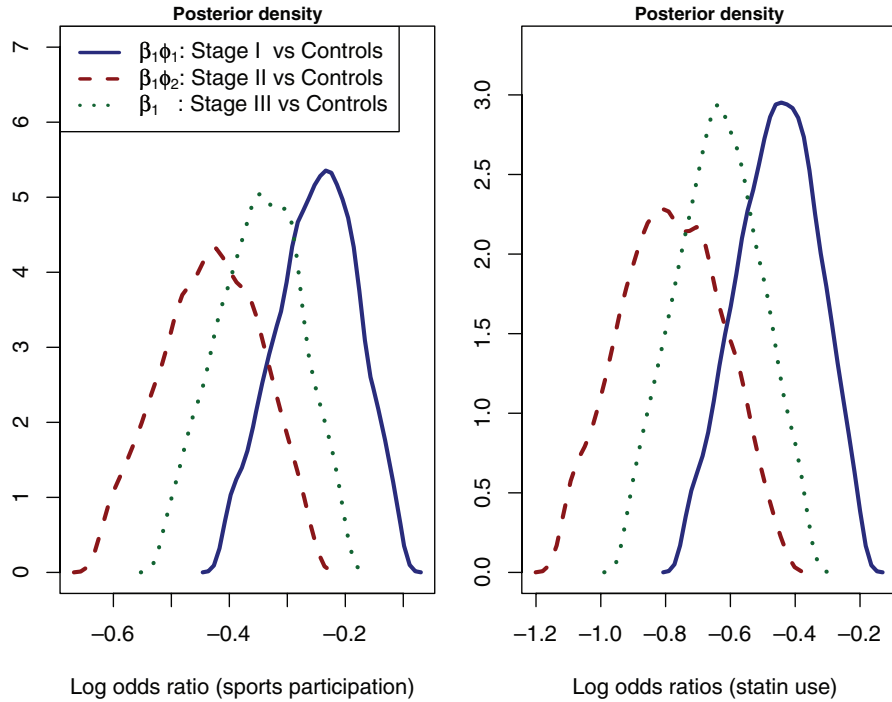 Posterior density
7
6
5
4
3
2
1
0
β₁ϕ₁: Stage I vs Controls
β₁ϕ₂: Stage II vs Controls
β₁ : Stage III vs Controls
−0.6 −0.4 −0.2
Log odds ratio (sports participation)
Posterior density
3.0
2.5
2.0
1.5
1.0
0.5
0.0
−1.2 −1.0 −0.8 −0.6 −0.4 −0.2
Log odds ratios (statin use)